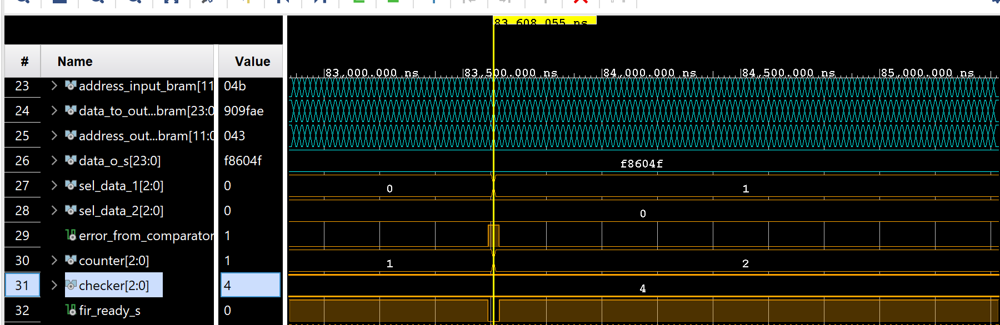 83,608.055 ns
# Name Value
83,000.000 ns 83,500.000 ns 84,000.000 ns 84,500.000 ns 85,000.000 ns
23 address_input_bram[11 04b
24 data_to_out...bram[23:0 909fae
25 address_out...bram[11:0 043
26 data_o_s[23:0] f8604f f8604f
27 sel_data_1[2:0] 0 0 1
28 sel_data_2[2:0] 0 0
29 error_from_comparator 1
30 counter[2:0] 1 1 2
31 checker[2:0] 4 4
32 fir_ready_s 0